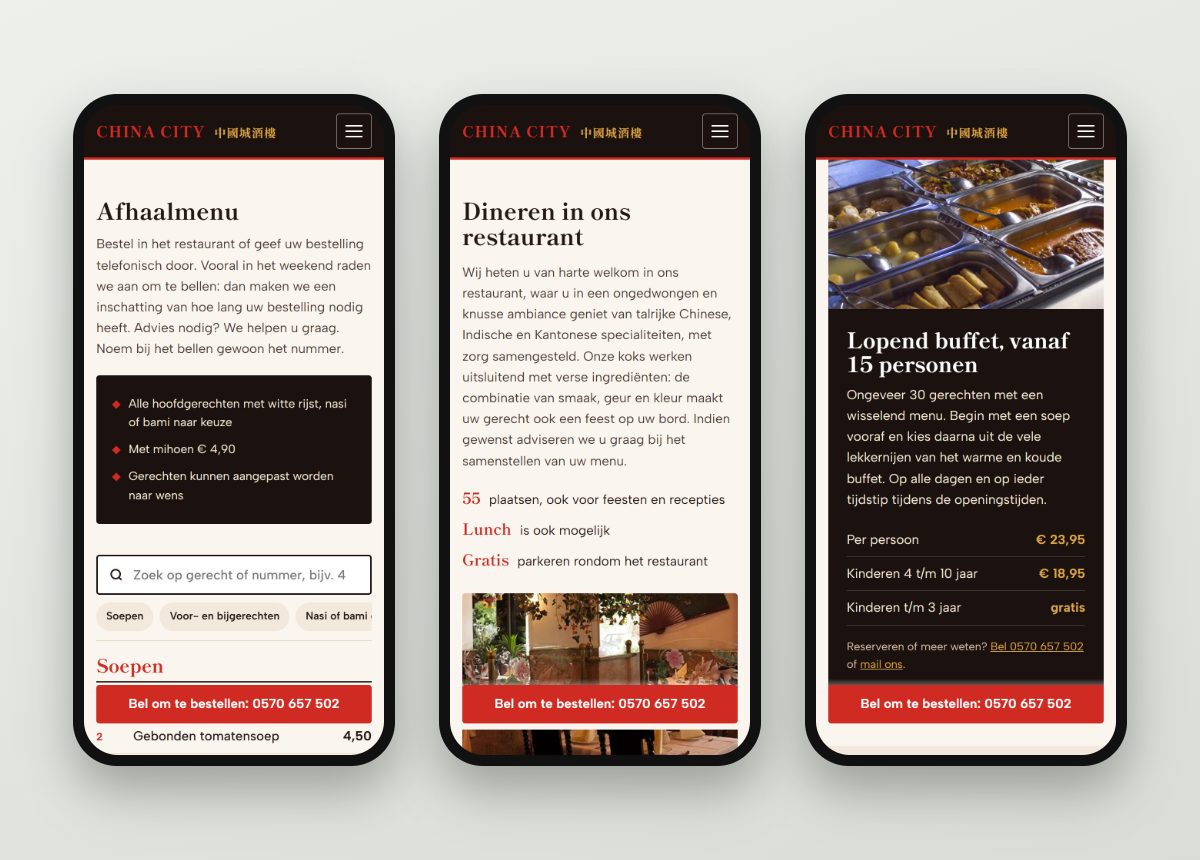 CHINA CITY 中國城酒樓
Afhaalmenu
Bestel in het restaurant of geef uw bestelling
telefonisch door. Vooral in het weekend raden
we aan om te bellen: dan maken we een
inschatting van hoe lang uw bestelling nodig
heeft. Advies nodig? We helpen u graag.
Noem bij het bellen gewoon het nummer.
Alle hoofdgerechten met witte rijst, nasi
of bami naar keuze
Met mihoen € 4,90
Gerechten kunnen aangepast worden
naar wens
Zoek op gerecht of nummer, bijv. 4
Soepen
Voor- en bijgerechten
Nasi of bami
Soepen
Bel om te bestellen: 0570 657 502
2 Gebonden tomatensoep 4,50
CHINA CITY 中國城酒樓
Dineren in ons
restaurant
Wij heten u van harte welkom in ons
restaurant, waar u in een ongedwongen en
knusse ambiance geniet van talrijke Chinese,
Indische en Kantonese specialiteiten, met
zorg samengesteld. Onze koks werken
uitsluitend met verse ingrediënten: de
combinatie van smaak, geur en kleur maakt
uw gerecht ook een feest op uw bord. Indien
gewenst adviseren we u graag bij het
samenstellen van uw menu.
55 plaatsen, ook voor feesten en recepties
Lunch is ook mogelijk
Gratis parkeren rondom het restaurant
Bel om te bestellen: 0570 657 502
CHINA CITY 中國城酒樓
Lopend buffet, vanaf
15 personen
Ongeveer 30 gerechten met een
wisselend menu. Begin met een soep
vooraf en kies daarna uit de vele
lekkernijen van het warme en koude
buffet. Op alle dagen en op ieder
tijdstip tijdens de openingstijden.
Per persoon € 23,95
Kinderen 4 t/m 10 jaar € 18,95
Kinderen t/m 3 jaar gratis
Reserveren of meer weten? Bel 0570 657 502
of mail ons.
Bel om te bestellen: 0570 657 502